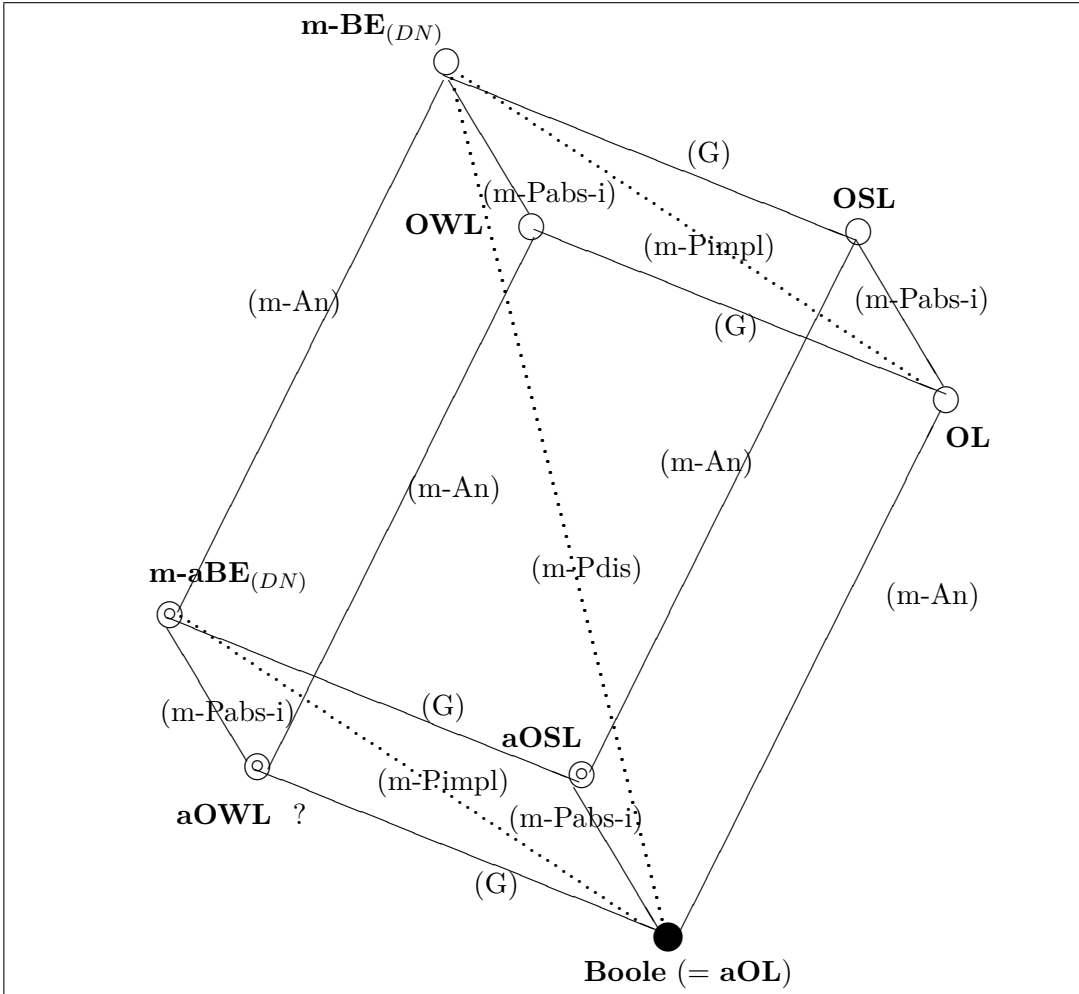 m-BE(DN)
(G)
OSL
(m-Pabs-i)
OWL
(m-Pimpl)
(m-An)
(m-Pabs-i)
(G)
OL
(m-An)
(m-An)
(m-Pdis)
m-aBE(DN)
(m-An)
(m-Pabs-i)
(G)
aOSL
(m-Pimpl)
aOWL ?
(m-Pabs-i)
(G)
Boole (= aOL)